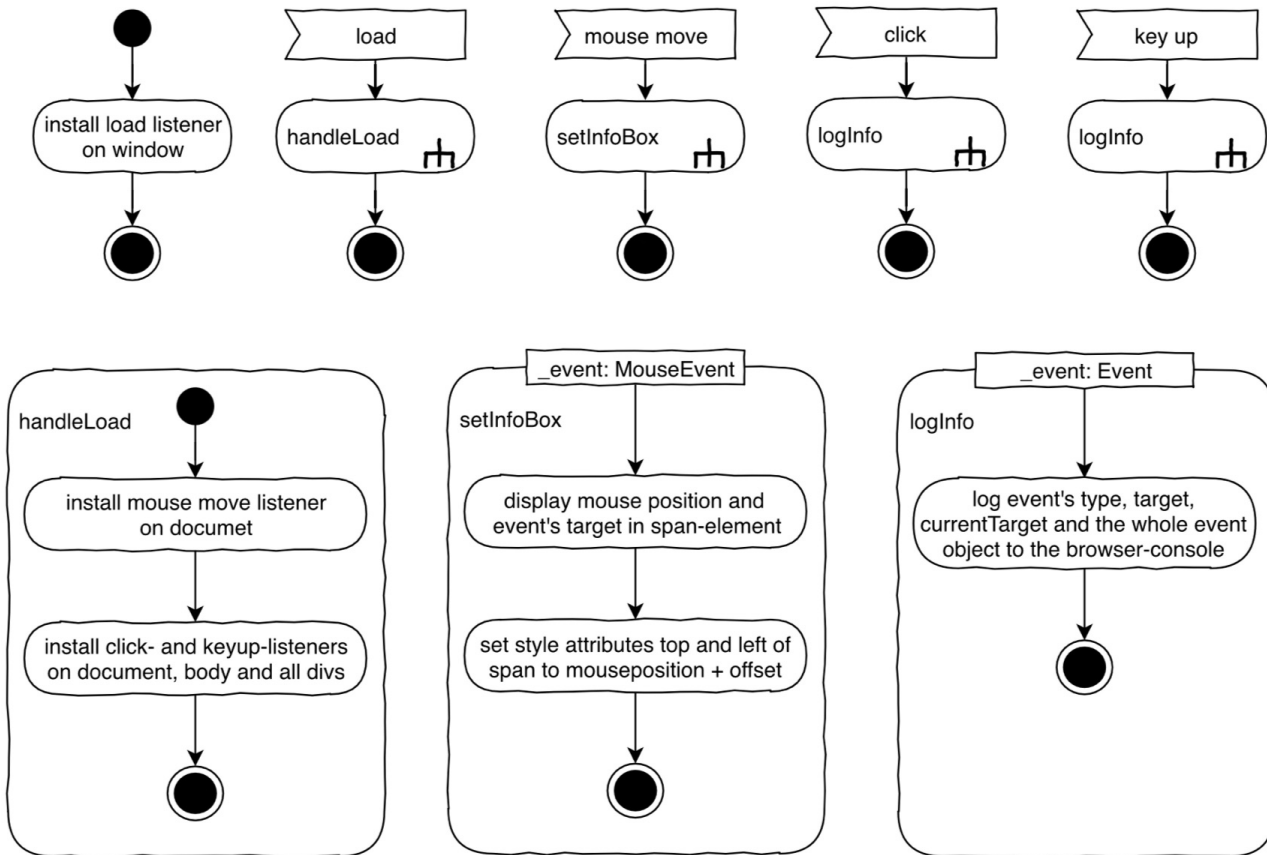 load
mouse move
click
key up
install load listener
on window
handleLoad
setInfoBox
logInfo
logInfo
_event: MouseEvent
_event: Event
handleLoad
setInfoBox
logInfo
install mouse move listener
on documet
display mouse position and
event's target in span-element
log event's type, target,
currentTarget and the whole event
object to the browser-console
install click- and keyup-listeners
on document, body and all divs
set style attributes top and left of
span to mouseposition + offset